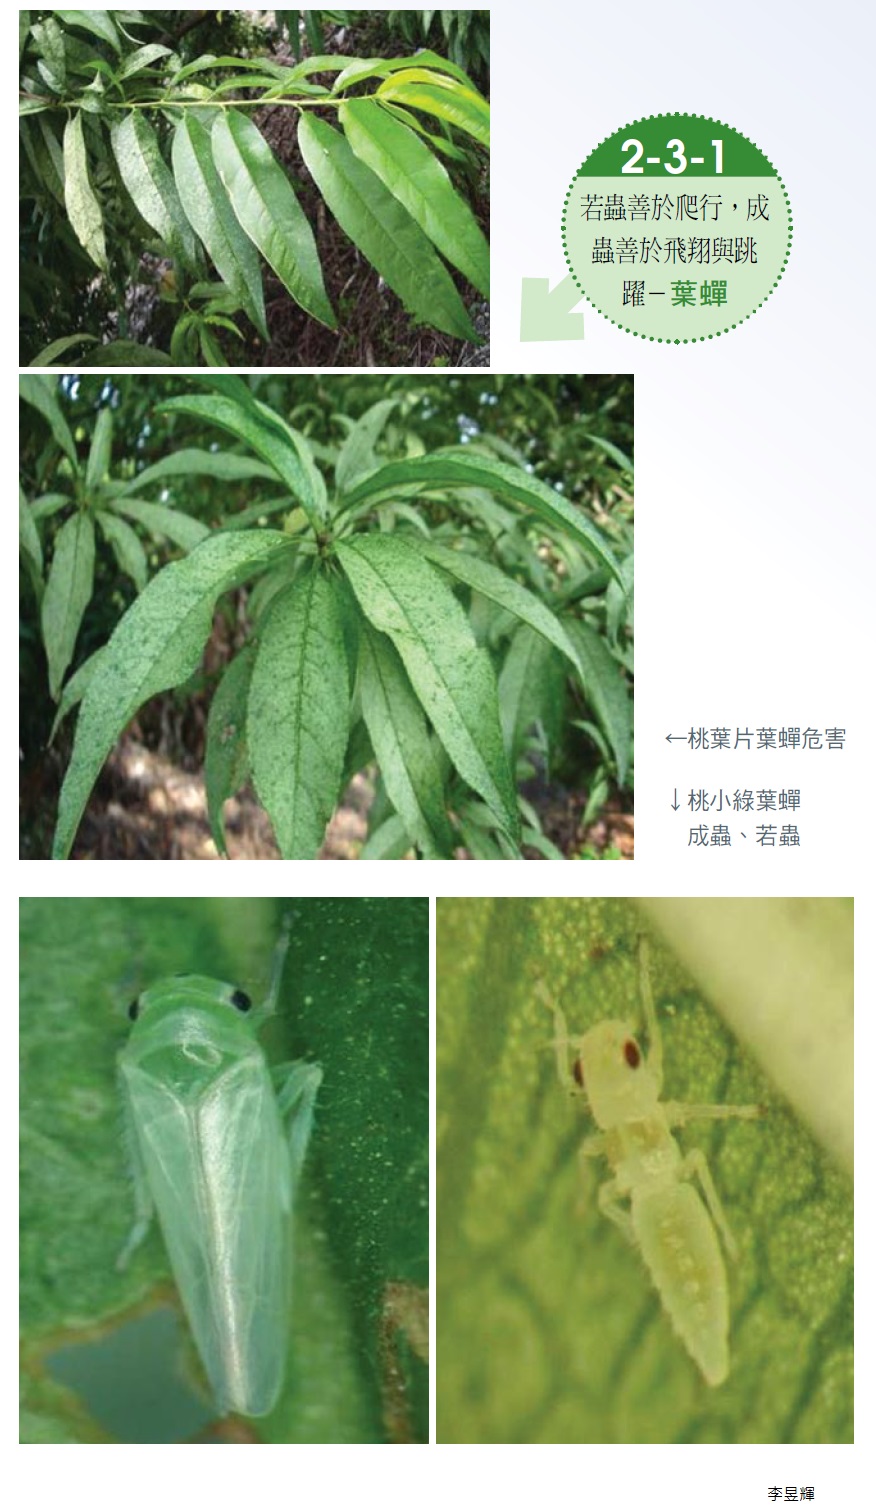 2-3-1
若蟲善於爬行，成
蟲善於飛翔與跳
躍－葉蟬
←桃葉片葉蟬危害
↓桃小綠葉蟬
成蟲、若蟲
李昱輝